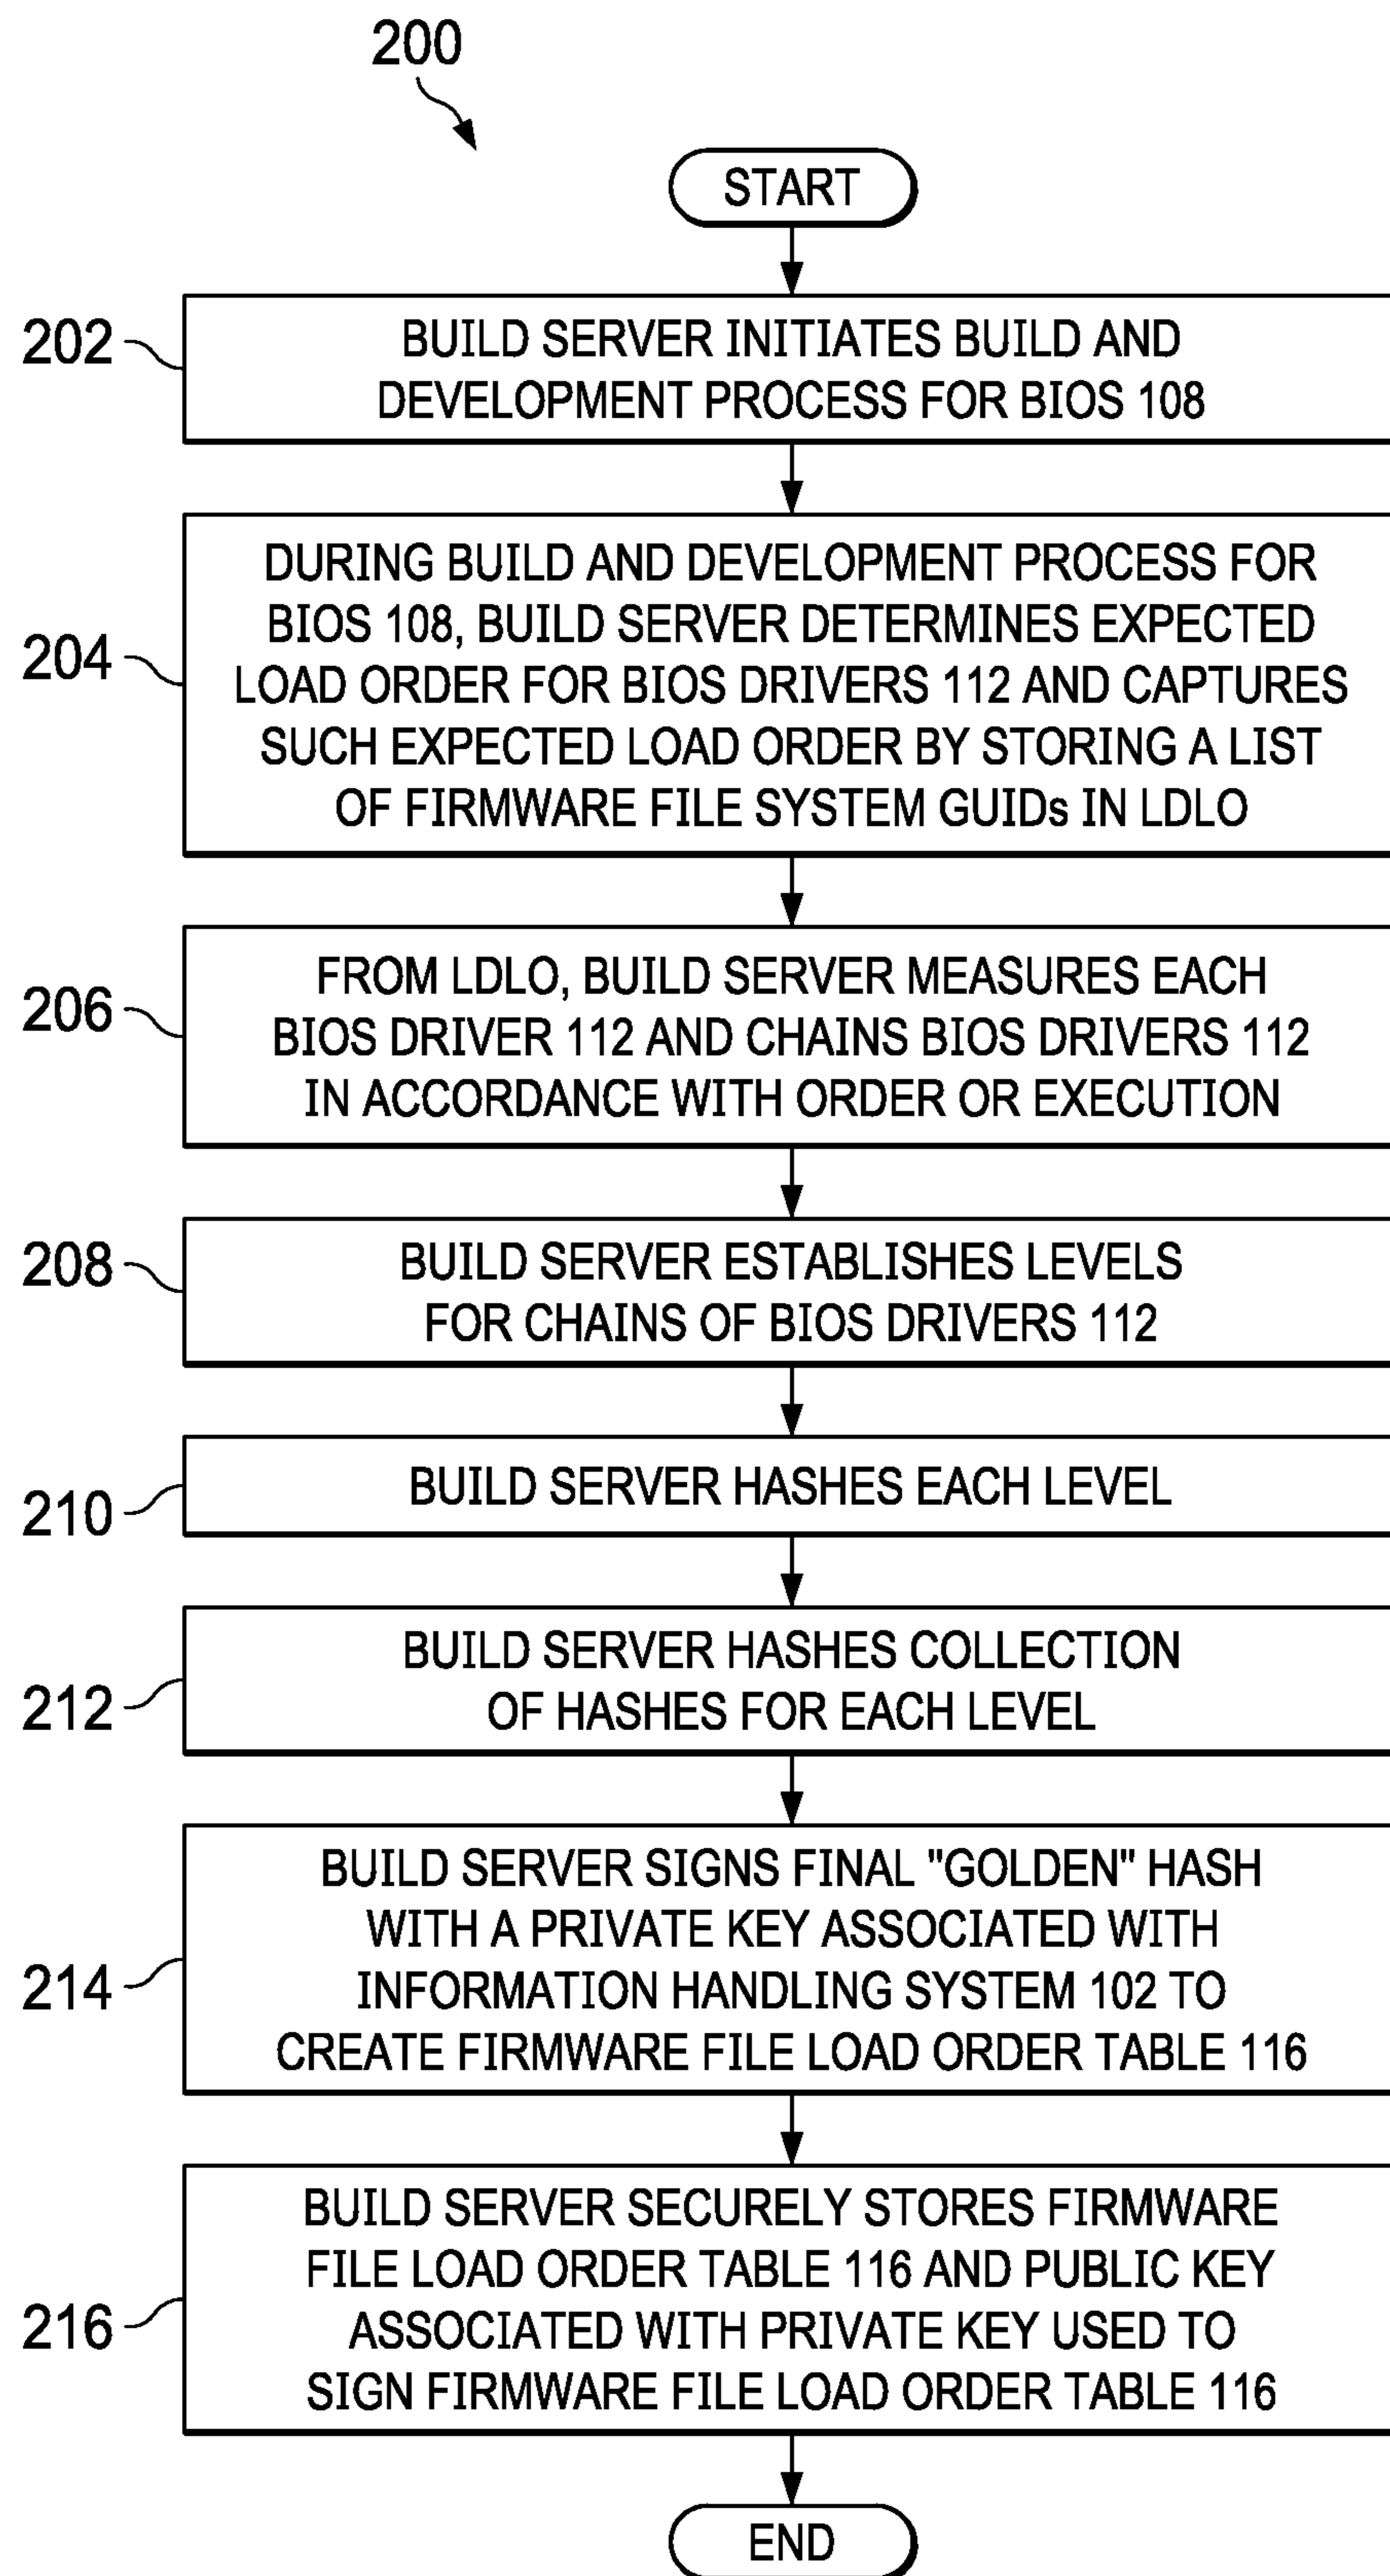 200
START
202
BUILD SERVER INITIATES BUILD AND
DEVELOPMENT PROCESS FOR BIOS 108
204
DURING BUILD AND DEVELOPMENT PROCESS FOR
BIOS 108, BUILD SERVER DETERMINES EXPECTED
LOAD ORDER FOR BIOS DRIVERS 112 AND CAPTURES
SUCH EXPECTED LOAD ORDER BY STORING A LIST
OF FIRMWARE FILE SYSTEM GUIDs IN LDLO
206
FROM LDLO, BUILD SERVER MEASURES EACH
BIOS DRIVER 112 AND CHAINS BIOS DRIVERS 112
IN ACCORDANCE WITH ORDER OR EXECUTION
208
BUILD SERVER ESTABLISHES LEVELS
FOR CHAINS OF BIOS DRIVERS 112
210
BUILD SERVER HASHES EACH LEVEL
212
BUILD SERVER HASHES COLLECTION
OF HASHES FOR EACH LEVEL
214
BUILD SERVER SIGNS FINAL "GOLDEN" HASH
WITH A PRIVATE KEY ASSOCIATED WITH
INFORMATION HANDLING SYSTEM 102 TO
CREATE FIRMWARE FILE LOAD ORDER TABLE 116
216
BUILD SERVER SECURELY STORES FIRMWARE
FILE LOAD ORDER TABLE 116 AND PUBLIC KEY
ASSOCIATED WITH PRIVATE KEY USED TO
SIGN FIRMWARE FILE LOAD ORDER TABLE 116
END